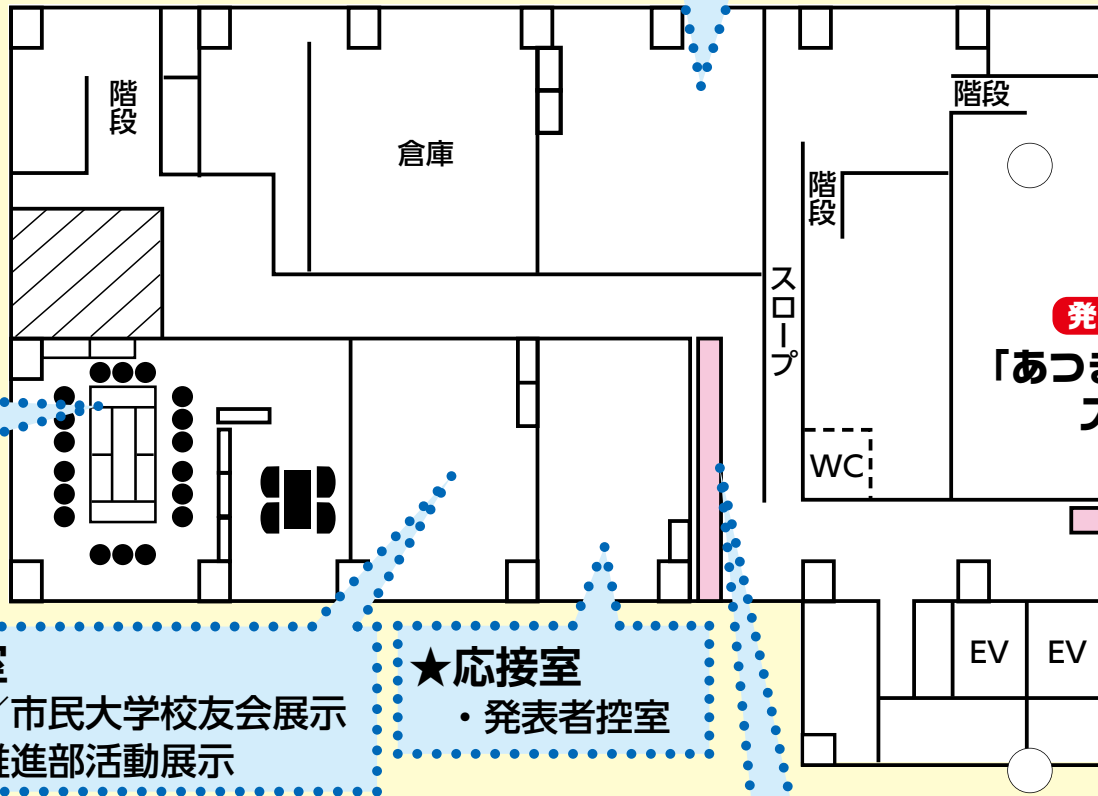 階段
倉庫
階段
階段
スロープ
発
「あつき
WC
EV
EV
室
／市民大学校友会展示
推進部活動展示
★応接室
・発表者控室